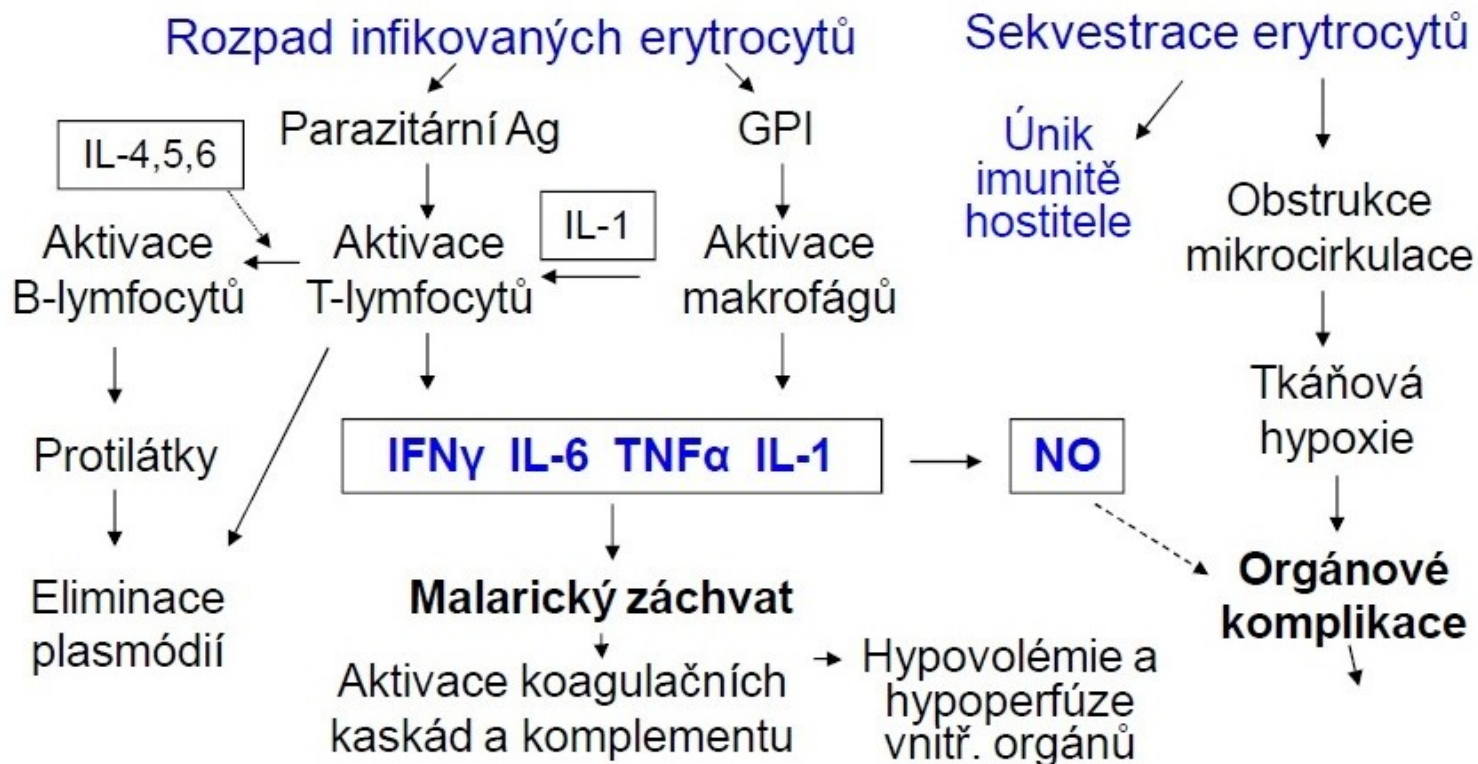 Rozpad infikovaných erytrocytů
Sekvestrace erytrocytů
Parazitární Ag
GPI
Únik
imunitě
hostitele
IL-4,5,6
IL-1
Obstrukce
mikrocirkulace
Aktivace
B-lymfocytů
Aktivace
T-lymfocytů
Aktivace
makrofágů
Tkáňová
hypoxie
Protilátky
IFNγ IL-6 TNFα IL-1
NO
Eliminace
plasmódií
Malarický záchvat
Orgánové
komplikace
Aktivace koagulačních
kaskád a komplementu
Hypovolémie a
hypoperfúze
vnitř. orgánů